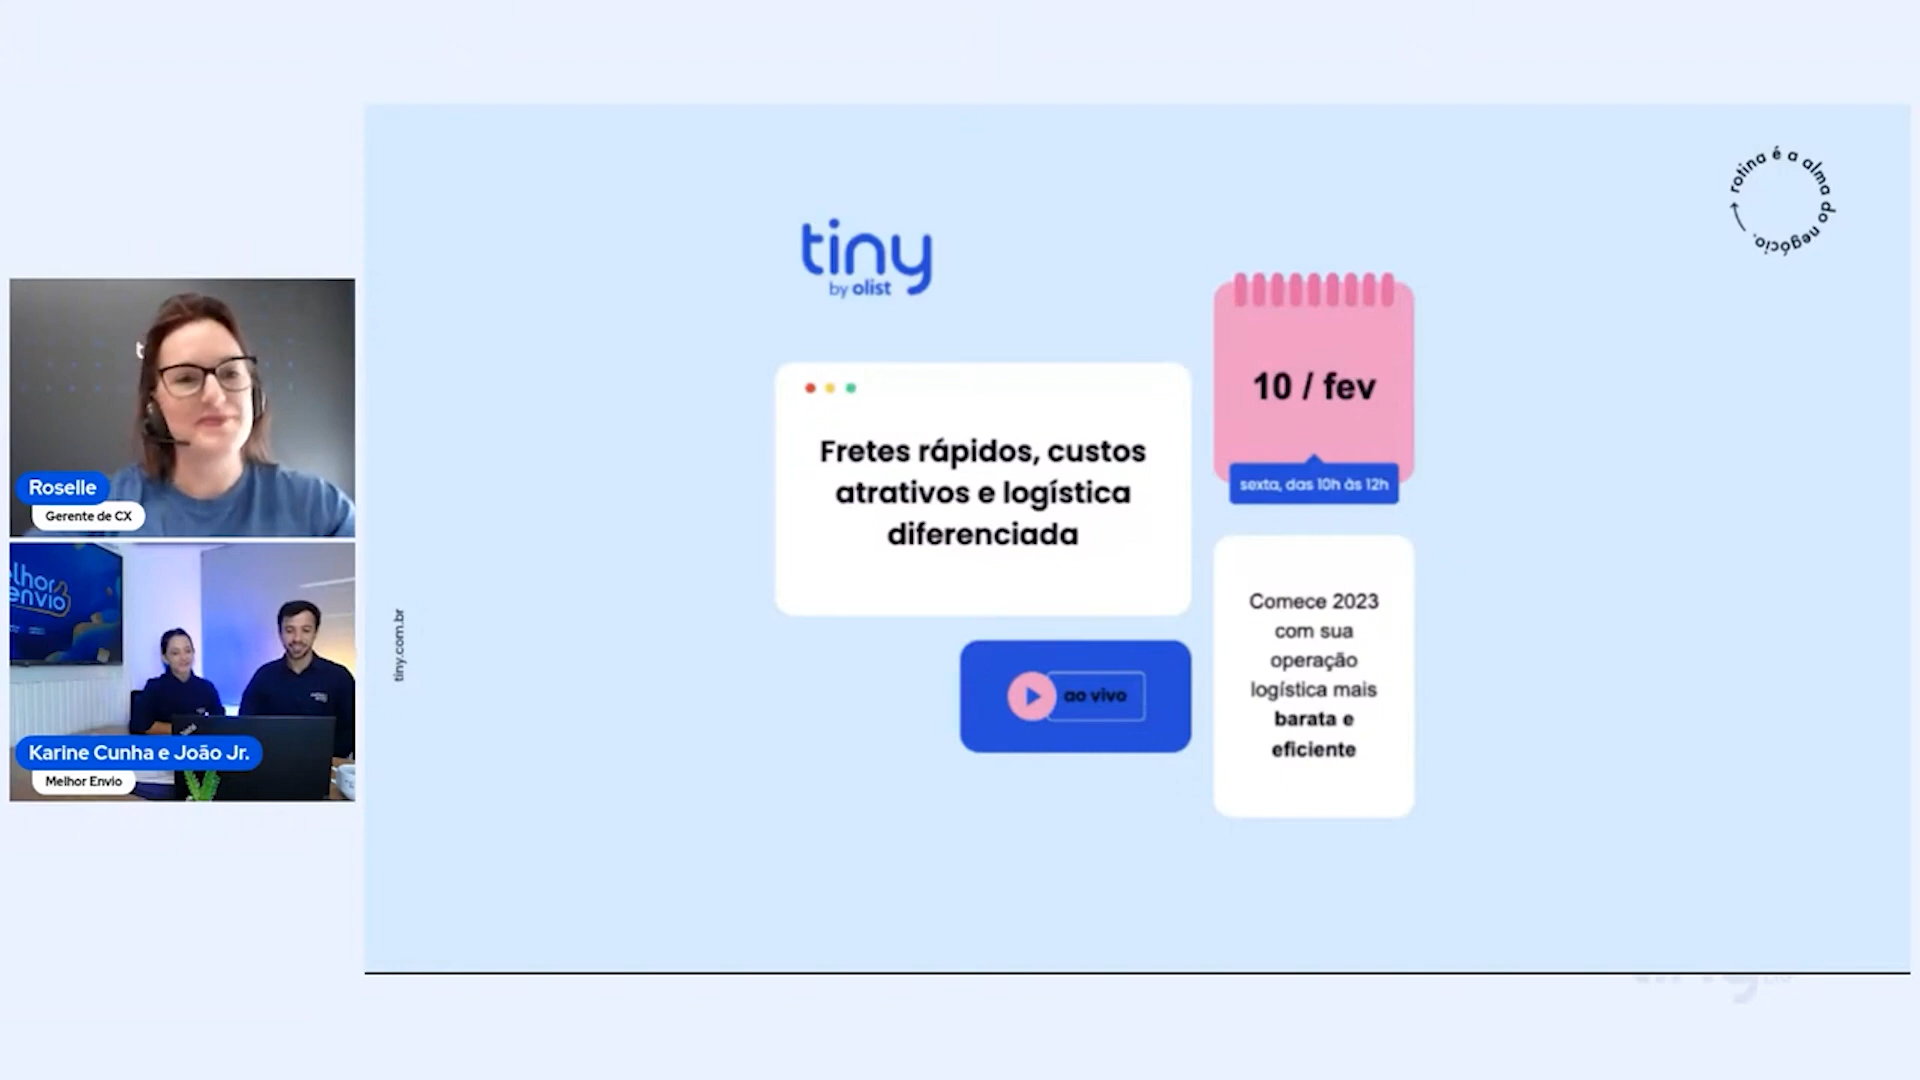 rotina é a alma do negócio.
tiny
by olist
10 / fev
sexta, das 10h às 12h
Fretes rápidos, custos
atrativos e logística
diferenciada
ao vivo
Comece 2023
com sua
operação
logística mais
barata e
eficiente
tiny.com.br
Roselle
Gerente de CX
envio
Karine Cunha e João Jr.
Melhor Envio